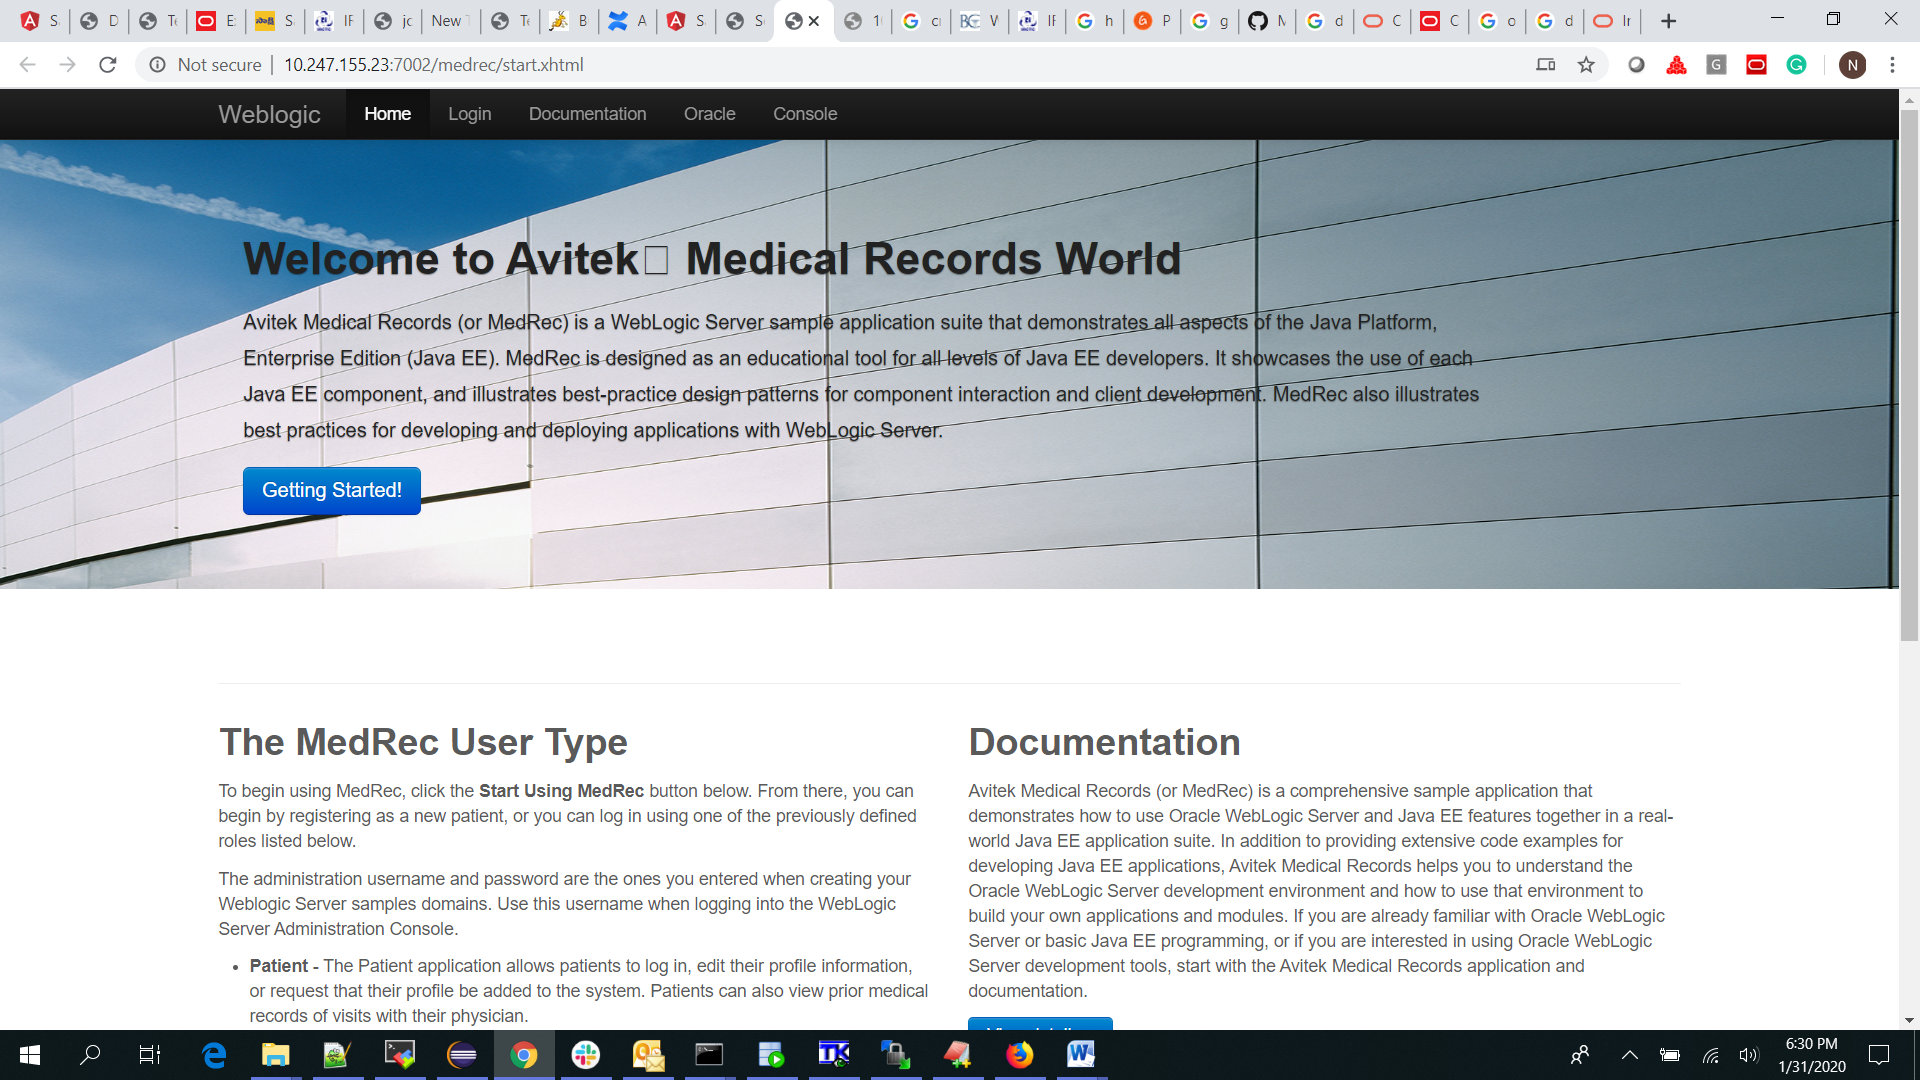 S D Te O E S IF jc New T Te B A S S 1( G cr W IF G h P G g M G d C C G o G d Ir
Not secure | 10.247.155.23:7002/medrec/start.xhtml
N
Weblogic Home Login Documentation Oracle Console
Welcome to Avitek Medical Records World
Avitek Medical Records (or MedRec) is a WebLogic Server sample application suite that demonstrates all aspects of the Java Platform,
Enterprise Edition (Java EE). MedRec is designed as an educational tool for all levels of Java EE developers. It showcases the use of each
Java EE component, and illustrates best-practice design patterns for component interaction and client development. MedRec also illustrates
best practices for developing and deploying applications with WebLogic Server.
Getting Started!
The MedRec User Type
To begin using MedRec, click the Start Using MedRec button below. From there, you can
begin by registering as a new patient, or you can log in using one of the previously defined
roles listed below.
The administration username and password are the ones you entered when creating your
Weblogic Server samples domains. Use this username when logging into the WebLogic
Server Administration Console.
• Patient - The Patient application allows patients to log in, edit their profile information,
or request that their profile be added to the system. Patients can also view prior medical
records of visits with their physician.
Documentation
Avitek Medical Records (or MedRec) is a comprehensive sample application that
demonstrates how to use Oracle WebLogic Server and Java EE features together in a real-
world Java EE application suite. In addition to providing extensive code examples for
developing Java EE applications, Avitek Medical Records helps you to understand the
Oracle WebLogic Server development environment and how to use that environment to
build your own applications and modules. If you are already familiar with Oracle WebLogic
Server or basic Java EE programming, or if you are interested in using Oracle WebLogic
Server development tools, start with the Avitek Medical Records application and
documentation.
6:30 PM
1/31/2020